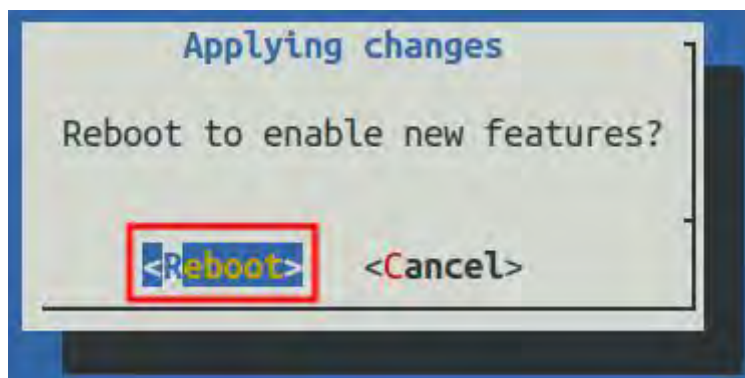 Applying changes
Reboot to enable new features?
<Reboot> <Cancel>